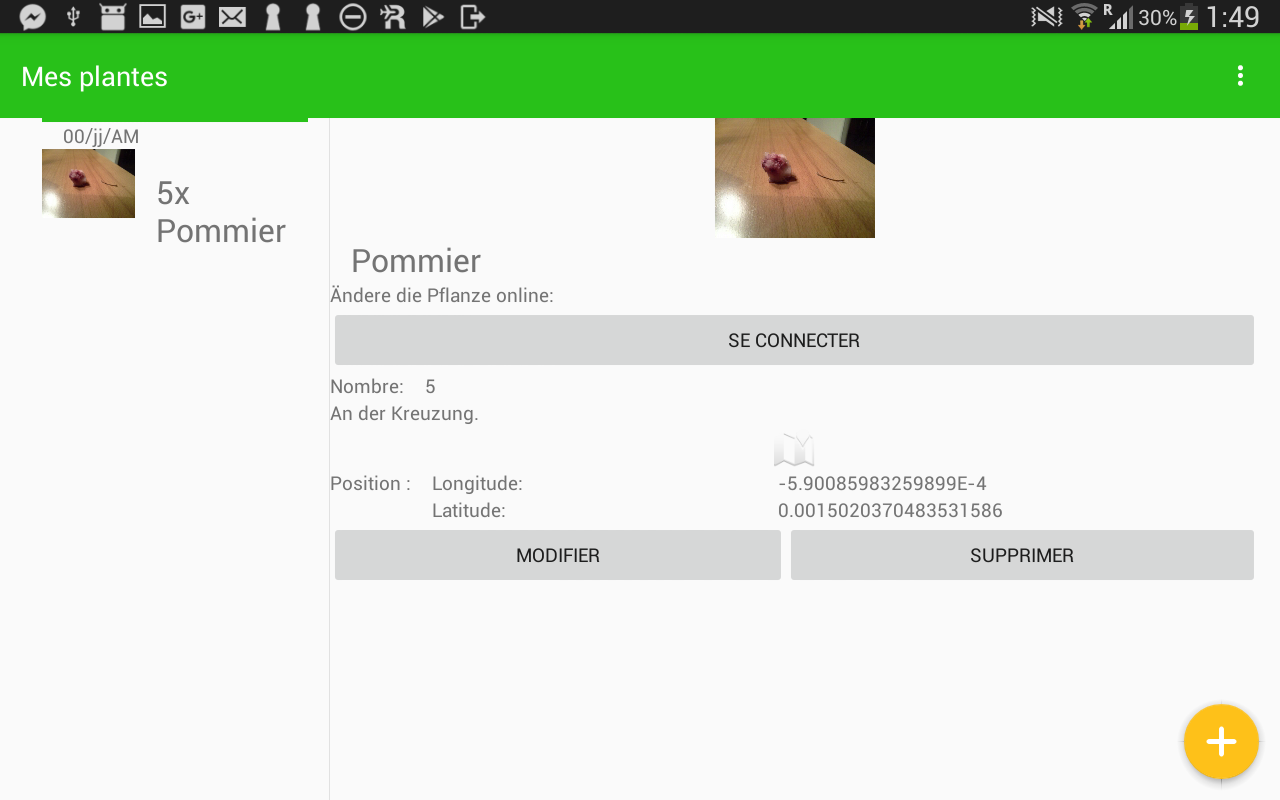 R 30% 1:49
Mes plantes
00/jj/AM
5x
Pommier
Pommier
Ändere die Pflanze online:
SE CONNECTER
Nombre: 5
An der Kreuzung.
Position : Longitude: -5.90085983259899E-4
Latitude: 0.0015020370483531586
MODIFIER SUPPRIMER